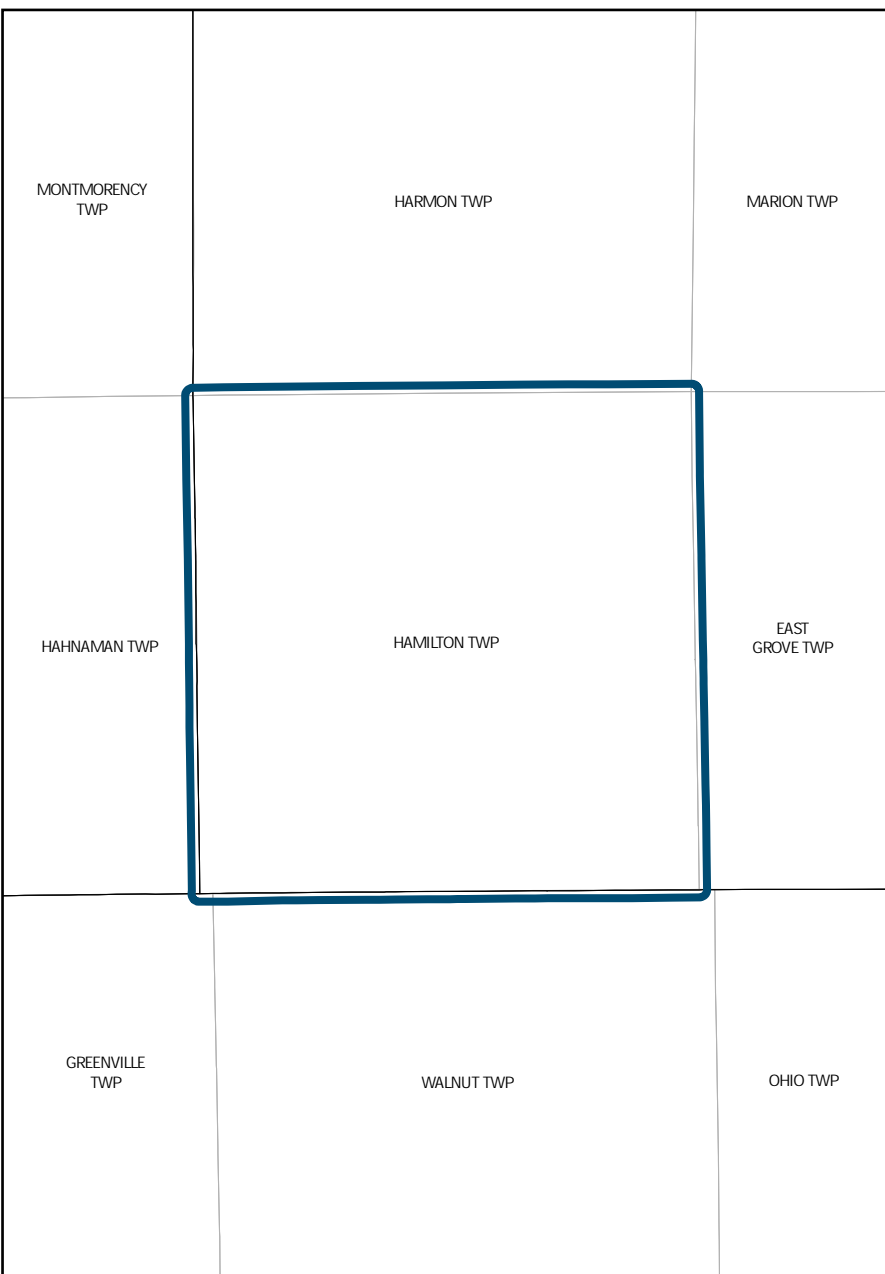 MONTMORENCY
TWP
HARMON TWP
MARION TWP
HAHNAMAN TWP
HAMILTON TWP
EAST
GROVE TWP
GREENVILLE
TWP
WALNUT TWP
OHIO TWP